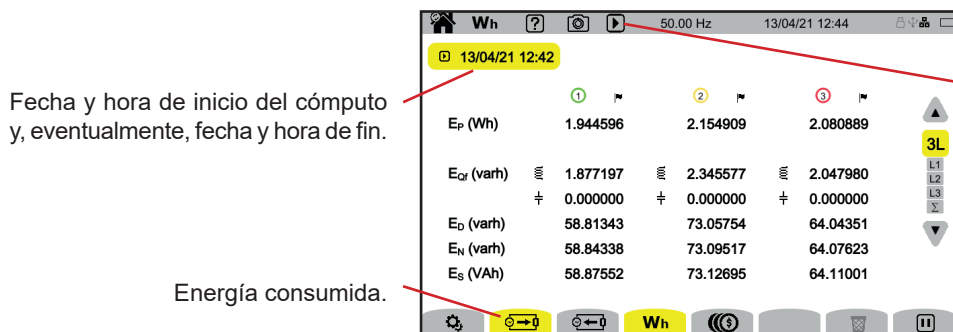 Wh ? 50.00 Hz 13/04/21 12:44
13/04/21 12:42
Fecha y hora de inicio del cómputo
y, eventualmente, fecha y hora de fin.
1 2 3
EP (Wh) 1.944596 2.154909 2.080889
3L
L1
L2
L3
Σ
EQf (varh) 1.877197 2.345577 2.047980
0.000000 0.000000 0.000000
ED (varh) 58.81343 73.05754 64.04351
EN (varh) 58.84338 73.09517 64.07623
ES (VAh) 58.87552 73.12695 64.11001
Energía consumida.
Wh